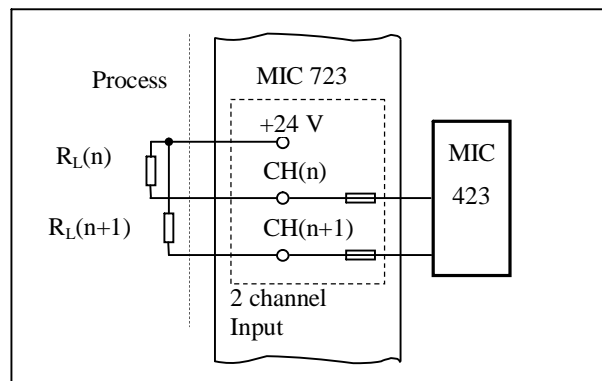 MIC 723
Process
+24 V
R_L(n)
CH(n)
MIC
423
R_L(n+1)
CH(n+1)
2 channel
Input